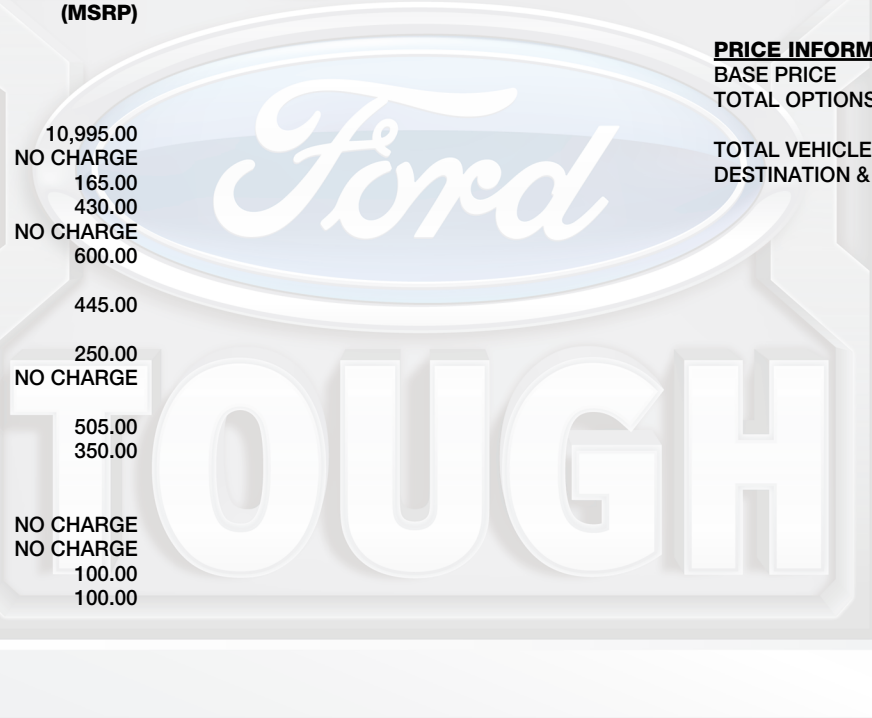 (MSRP)
10,995.00
NO CHARGE
165.00
430.00
NO CHARGE
600.00
445.00
250.00
NO CHARGE
505.00
350.00
NO CHARGE
NO CHARGE
100.00
100.00
PRICE INFORM
BASE PRICE
TOTAL OPTIONS
TOTAL VEHICLE
DESTINATION &
Ford
TOUGH